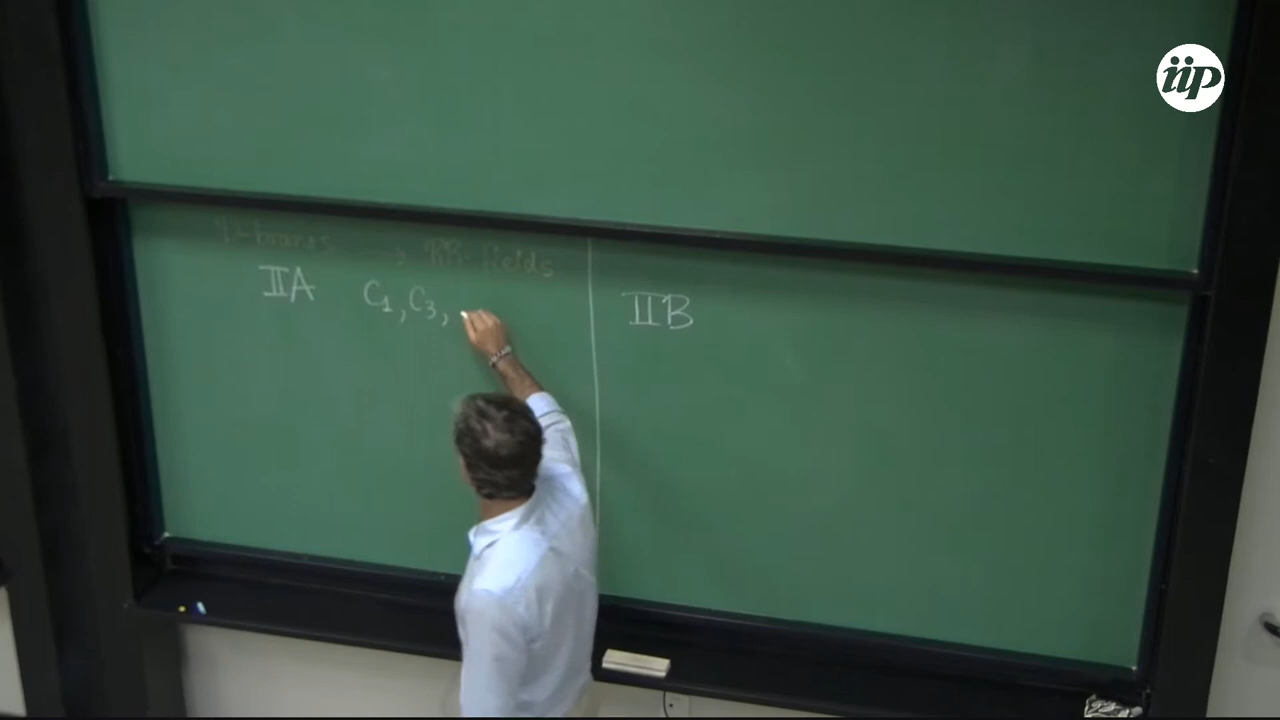 iip
D-branes → RR-fields
IIA C₁, C₃,
IIB